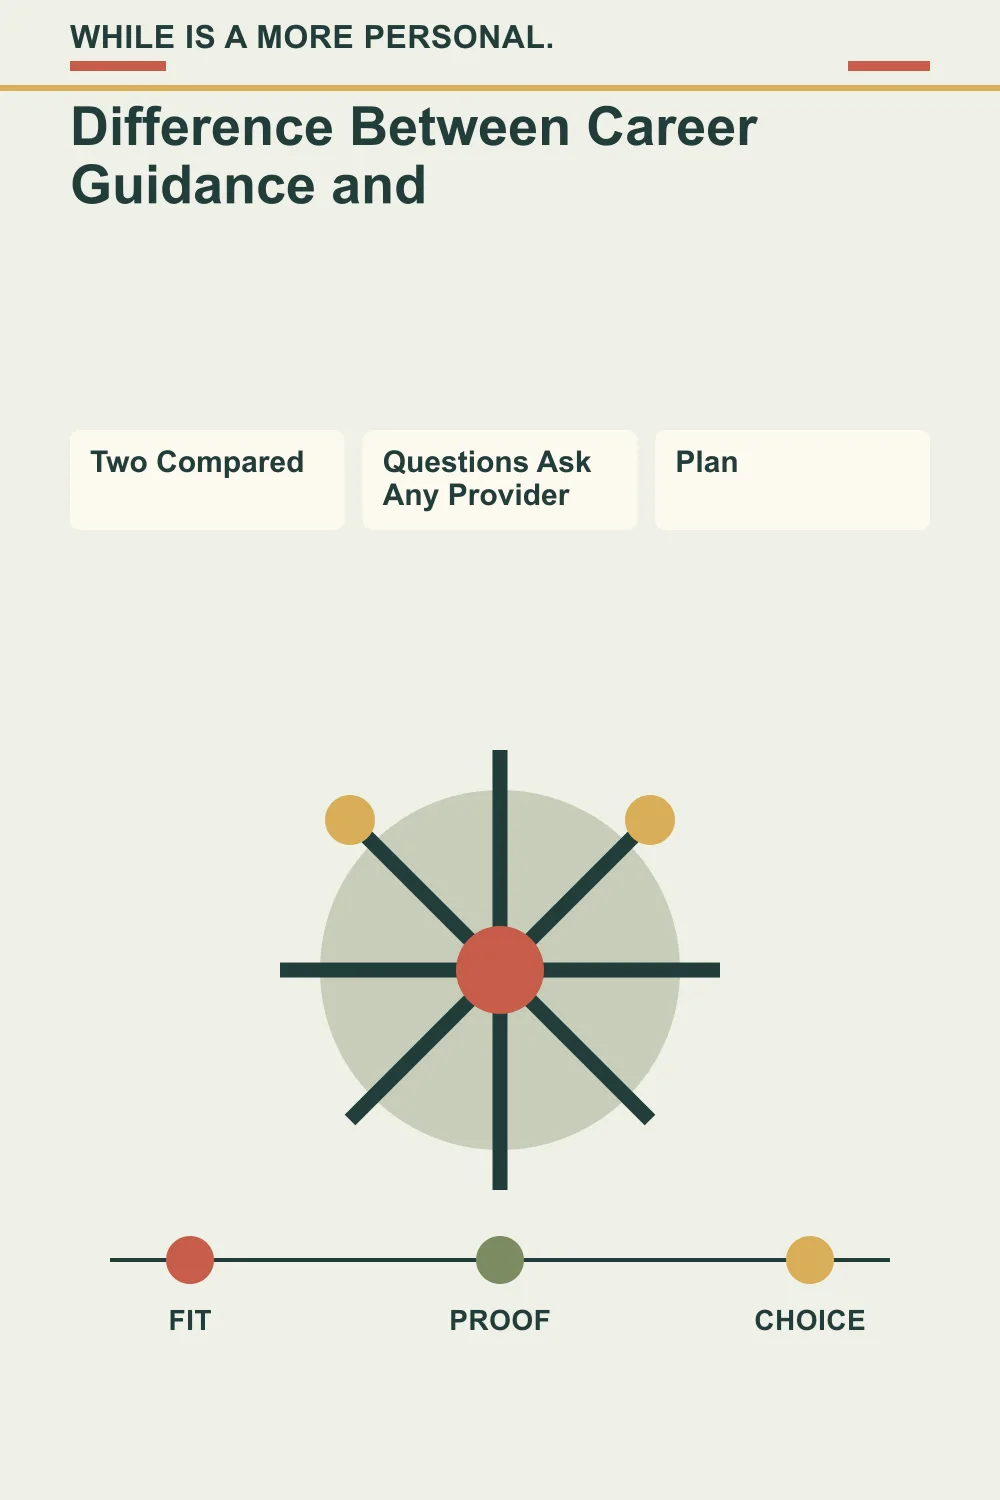 WHILE IS A MORE PERSONAL.
Difference Between Career
Guidance and
Two Compared
Questions Ask
Any Provider
Plan
FIT
PROOF
CHOICE